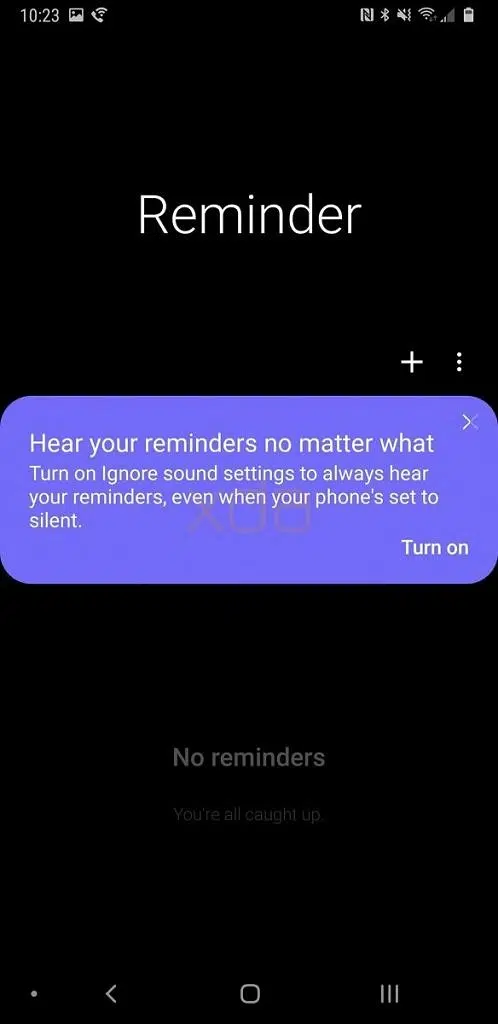 10:23
Reminder
Hear your reminders no matter what
Turn on Ignore sound settings to always hear
your reminders, even when your phone's set to
silent.
Turn on
No reminders
You're all caught up.